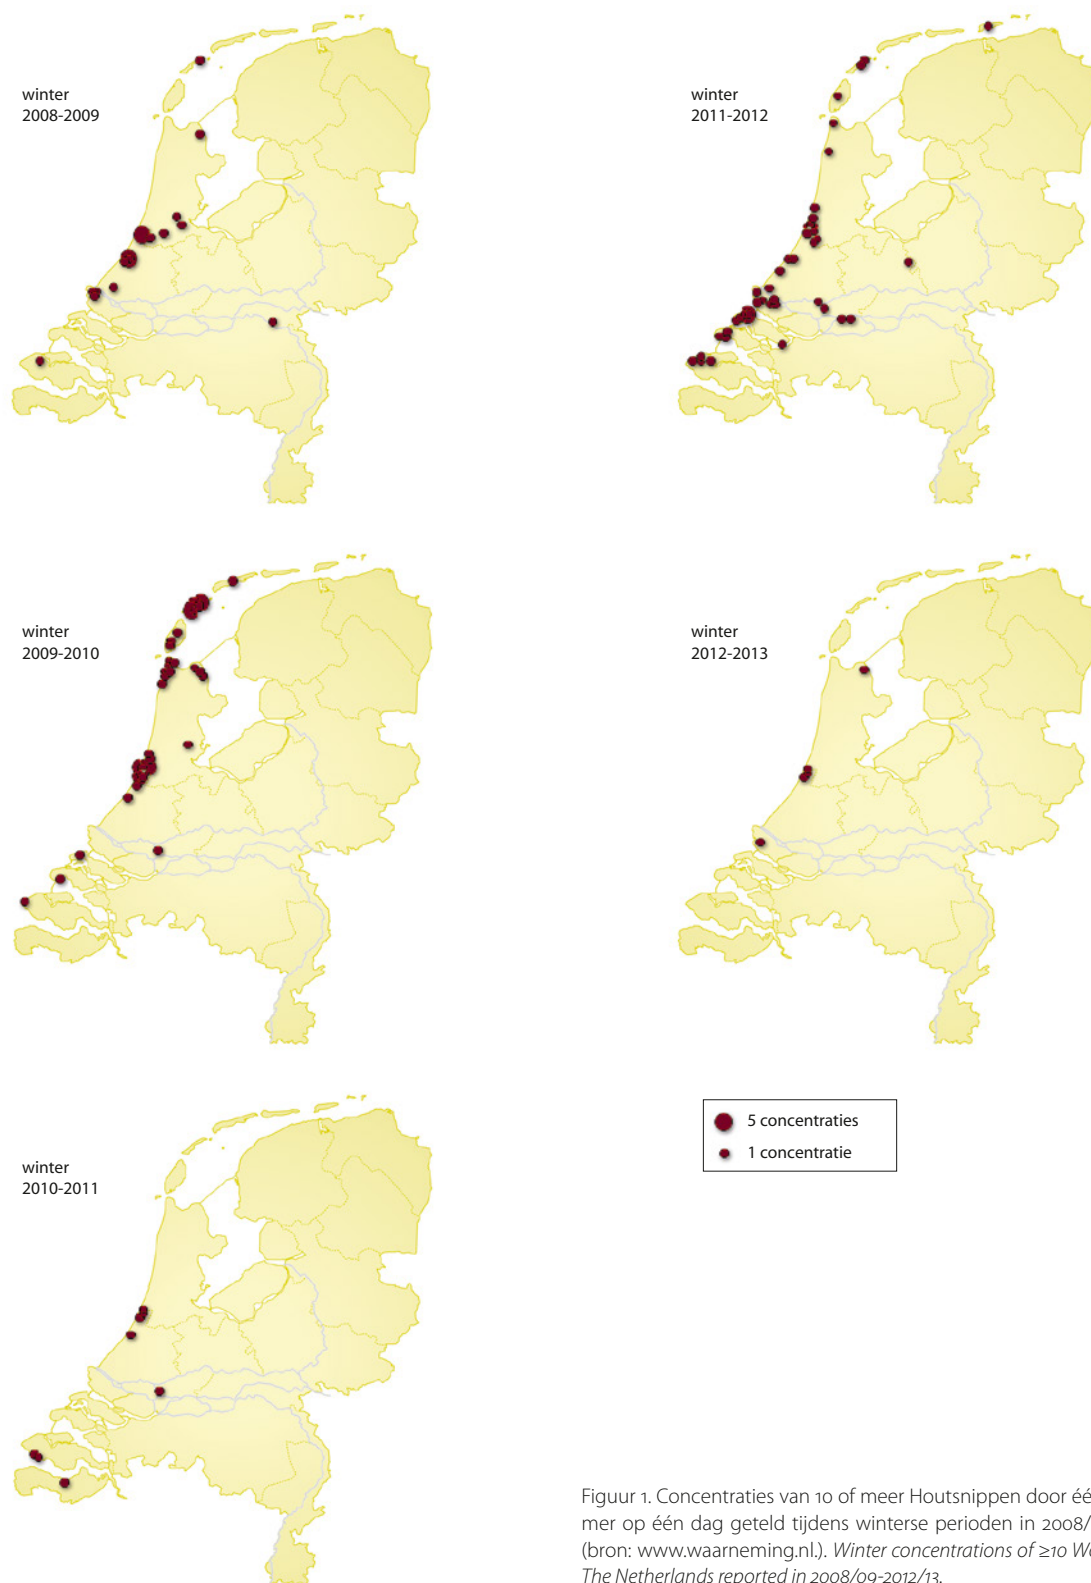 winter
2008-2009
winter
2011-2012
winter
2009-2010
winter
2012-2013
5 concentraties
1 concentratie
winter
2010-2011
Figuur 1. Concentraties van 10 of meer Houtsnippen door éé
mer op één dag geteld tijdens winterse perioden in 2008/
(bron: www.waarneming.nl.). Winter concentrations of ≥10 Wo
The Netherlands reported in 2008/09-2012/13.